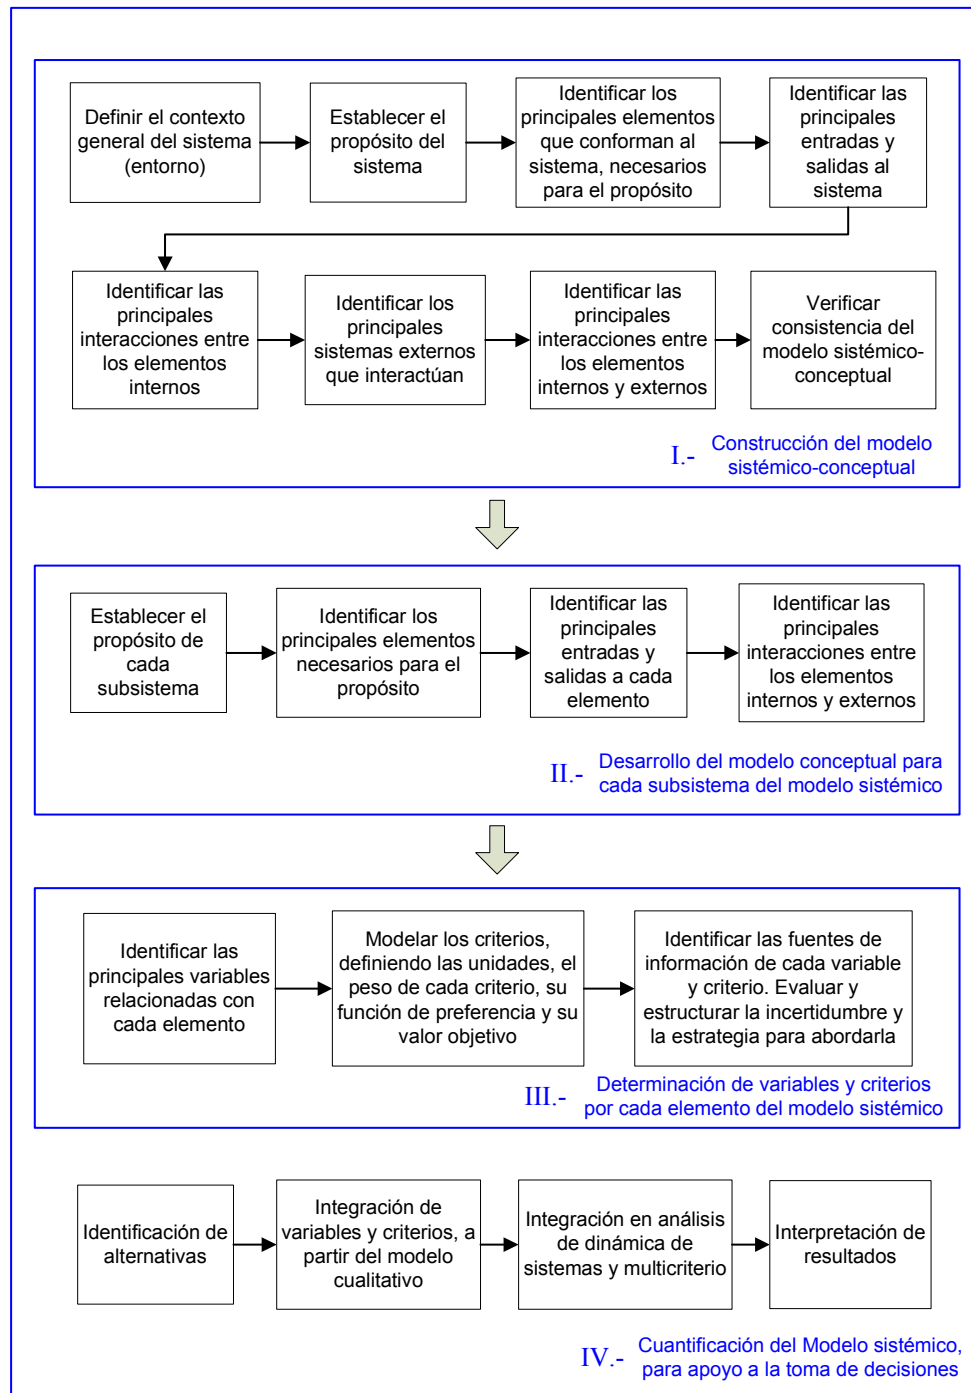 Definir el contexto
general del sistema
(entorno)
Establecer el
propósito del
sistema
Identificar los
principales elementos
que conforman al
sistema, necesarios
para el propósito
Identificar las
principales
entradas y
salidas al
sistema
Identificar las
principales
interacciones entre
los elementos
internos
Identificar los
principales
sistemas externos
que interactúan
Identificar las
principales
interacciones entre
los elementos
internos y externos
Verificar
consistencia del
modelo sistémico-
conceptual
I.- Construcción del modelo
sistémico-conceptual
Establecer el
propósito de
cada
subsistema
Identificar los
principales elementos
necesarios para el
propósito
Identificar las
principales
entradas y
salidas a cada
elemento
Identificar las
principales
interacciones entre
los elementos
internos y externos
II.- Desarrollo del modelo conceptual para
cada subsistema del modelo sistémico
Identificar las
principales variables
relacionadas con
cada elemento
Modelar los criterios,
definiendo las unidades, el
peso de cada criterio, su
función de preferencia y su
valor objetivo
Identificar las fuentes de
información de cada variable
y criterio. Evaluar y
estructurar la incertidumbre y
la estrategia para abordarla
III.- Determinación de variables y criterios
por cada elemento del modelo sistémico
Identificación de
alternativas
Integración de
variables y criterios, a
partir del modelo
cualitativo
Integración en análisis
de dinámica de
sistemas y multicriterio
Interpretación de
resultados
IV.- Cuantificación del Modelo sistémico,
para apoyo a la toma de decisiones